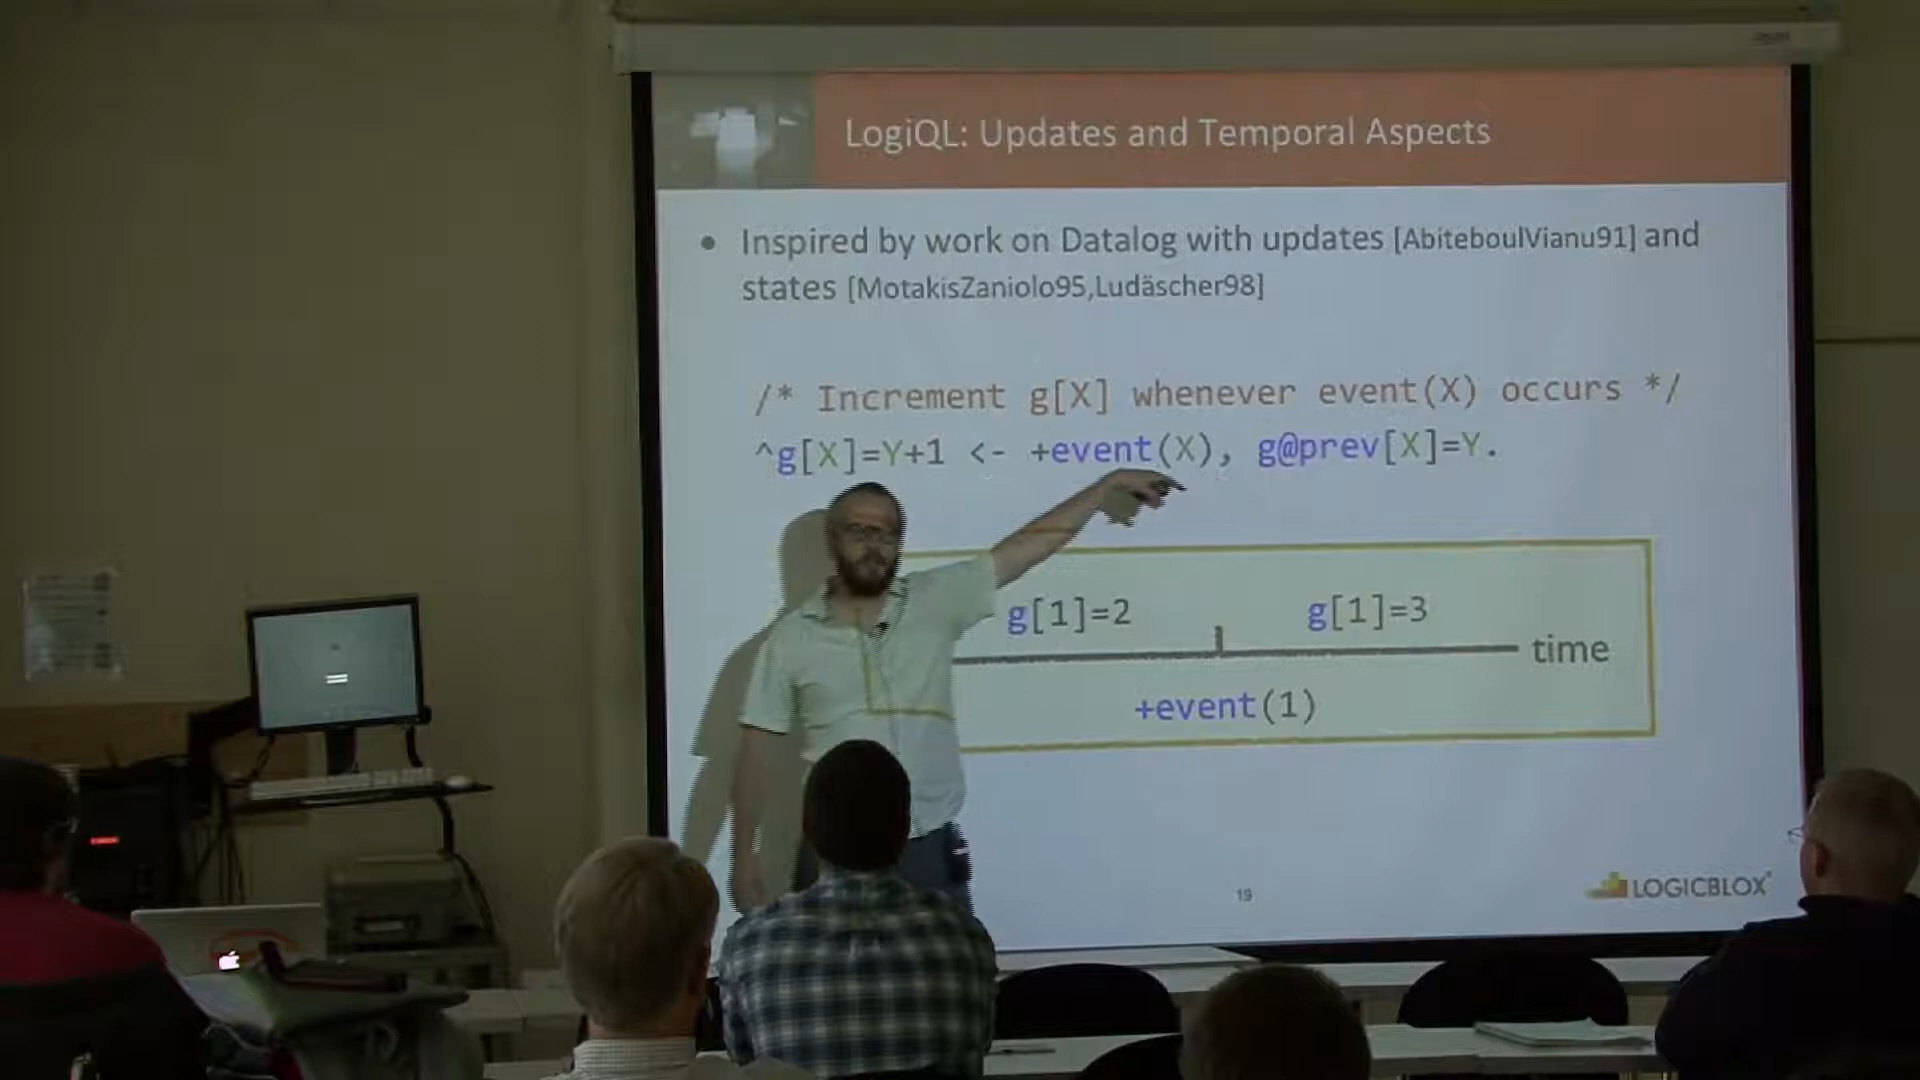 LogiQL: Updates and Temporal Aspects
• Inspired by work on Datalog with updates [AbiteboulVianu91] and
states [MotakisZaniolo95,Ludäscher98]
/* Increment g[X] whenever event(X) occurs */
^g[X]=Y+1 <- +event(X), g@prev[X]=Y.
g[1]=2
g[1]=3
time
+event(1)
19
LOGICBLOX